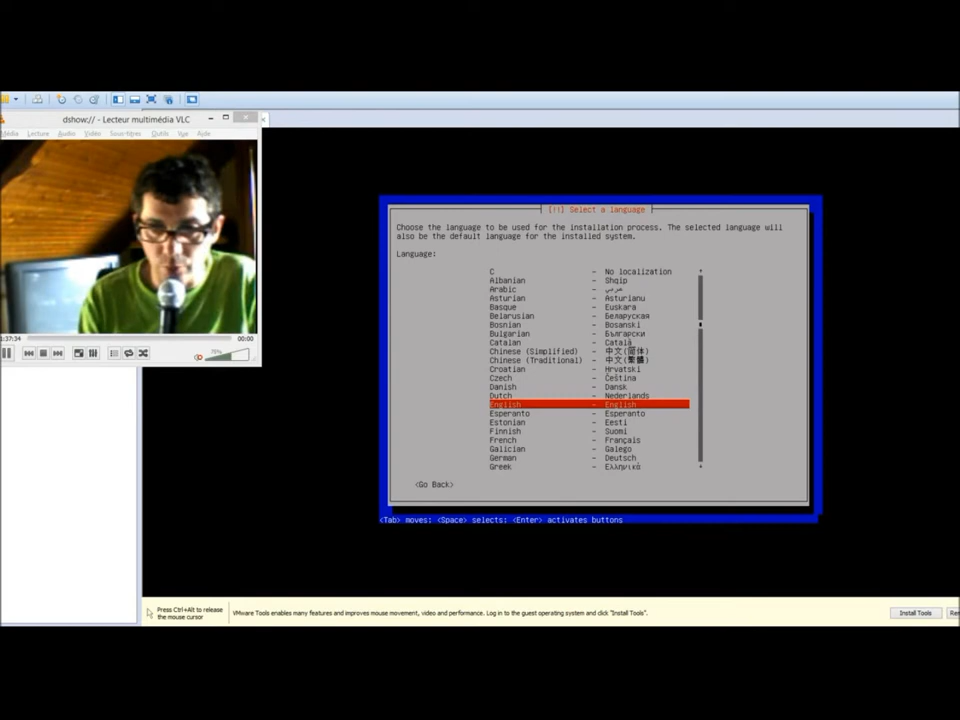 dshow:// - Lecteur multimédia VLC
Média Lecture Audio Vidéo Sous-titres Outils Vue Aide
1:37:34 00:00
[!!] Select a language
Choose the language to be used for the installation process. The selected language will
also be the default language for the installed system.
Language:
C - No localization
Albanian - Shqip
Arabic - عربي
Asturian - Asturianu
Basque - Euskara
Belarusian - Беларуская
Bosnian - Bosanski
Bulgarian - Български
Catalan - Català
Chinese (Simplified) - 中文(简体)
Chinese (Traditional) - 中文(繁體)
Croatian - Hrvatski
Czech - Čeština
Danish - Dansk
Dutch - Nederlands
English - English
Esperanto - Esperanto
Estonian - Eesti
Finnish - Suomi
French - Français
Galician - Galego
German - Deutsch
Greek - Ελληνικά
<Go Back>
<Tab> moves; <Space> selects; <Enter> activates buttons
Press Ctrl+Alt to release
the mouse cursor
VMware Tools enables many features and improves mouse movement, video and performance. Log in to the guest operating system and click "Install Tools".
Install Tools